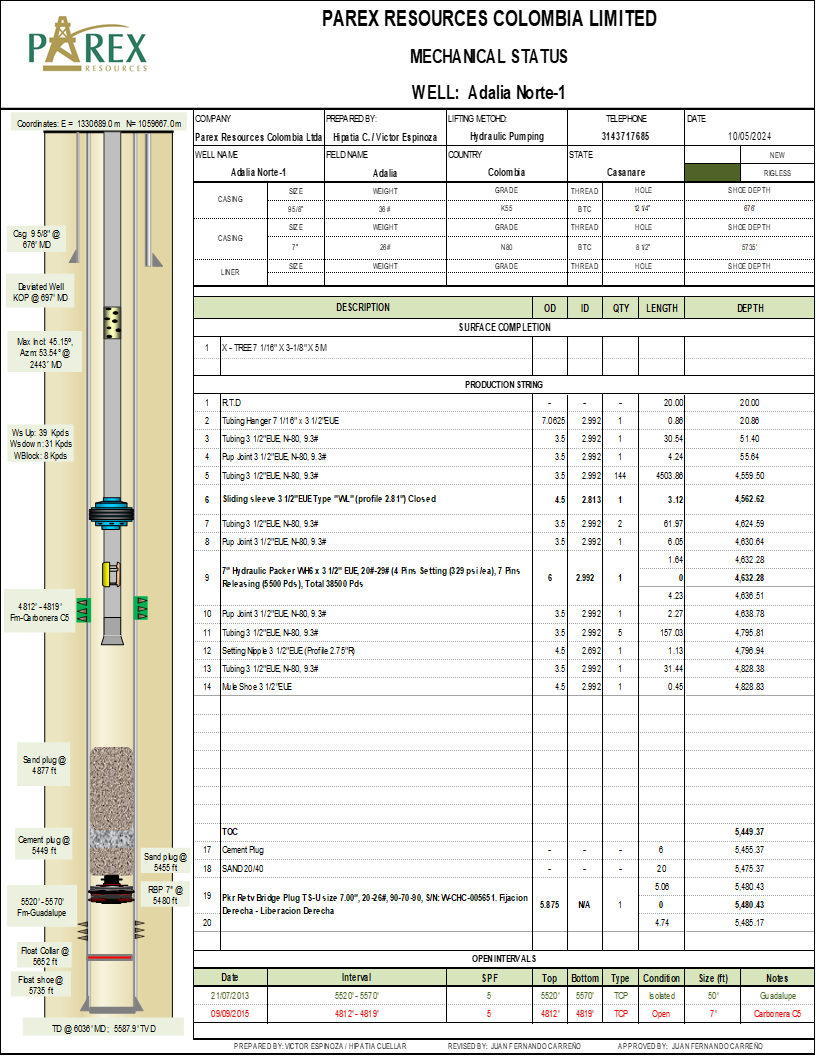 PAREX RESOURCES COLOMBIA LIMITED
MECHANICAL STATUS
WELL: Adalia Norte-1
PAREX
RESOURCES
Coordinates: E = 1330689.0 m N= 1059667.0m
COMPANY PREPARED BY: LIFTING METOHD: TELEPHONE DATE
Parex Resources Colombia Ltda Hipatia C. / Victor Espinoza Hydraulic Pumping 3143717685 10/05/2024
WELL NAME FIELD NAME COUNTRY STATE NEW
Adalia Norte-1 Adalia Colombia Casanare RIGLESS
CASING SIZE WEIGHT GRADE THREAD HOLE SHOE DEPTH
9 5/8" 36 # K55 BTC 12 1/4" 676'
CASING SIZE WEIGHT GRADE THREAD HOLE SHOE DEPTH
7" 26# N80 BTC 8 1/2" 5735'
LINER SIZE WEIGHT GRADE THREAD HOLE SHOE DEPTH
DESCRIPTION OD ID QTY LENGTH DEPTH
SURFACE COMPLETION
1 X - TREE 7 1/16" X 3-1/8" X 5M
PRODUCTION STRING
1 R.T.D - - - 20.00 20.00
2 Tubing Hanger 7 1/16" x 3 1/2"EUE 7.0625 2.992 1 0.86 20.86
3 Tubing 3 1/2"EUE, N-80, 9.3# 3.5 2.992 1 30.54 51.40
4 Pup Joint 3 1/2"EUE, N-80, 9.3# 3.5 2.992 1 4.24 55.64
5 Tubing 3 1/2"EUE, N-80, 9.3# 3.5 2.992 144 4503.86 4,559.50
6 Sliding sleeve 3 1/2"EUE Type "WL" (profile 2.81") Closed 4.5 2.813 1 3.12 4,562.62
7 Tubing 3 1/2"EUE, N-80, 9.3# 3.5 2.992 2 61.97 4,624.59
8 Pup Joint 3 1/2"EUE, N-80, 9.3# 3.5 2.992 1 6.05 4,630.64
1.64 4,632.28
9 7" Hydraulic Packer WH6 x 3 1/2" EUE, 20#-29# (4 Pins Setting (329 psi /ea), 7 Pins
Releasing (5500 Pds), Total 38500 Pds 6 2.992 1 0 4,632.28
4.23 4,636.51
10 Pup Joint 3 1/2"EUE, N-80, 9.3# 3.5 2.992 1 2.27 4,638.78
11 Tubing 3 1/2"EUE, N-80, 9.3# 3.5 2.992 5 157.03 4,795.81
12 Setting Nipple 3 1/2"EUE (Profile 2.75"R) 4.5 2.692 1 1.13 4,796.94
13 Tubing 3 1/2"EUE, N-80, 9.3# 3.5 2.992 1 31.44 4,828.38
14 Mule Shoe 3 1/2"EUE 4.5 2.992 1 0.45 4,828.83
TOC 5,449.37
17 Cement Plug - - - 6 5,455.37
18 SAND 20/40 - - - 20 5,475.37
5.06 5,480.43
19 Pkr Retv Bridge Plug TS-U size 7.00", 20-26#, 90-70-90, S/N: W-CHC-005651. Fijacion
Derecha - Liberacion Derecha 5.875 N/A 1 0 5,480.43
20 4.74 5,485.17
OPEN INTERVALS
Date Interval SPF Top Bottom Type Condition Size (ft) Notes
21/07/2013 5520' - 5570' 5 5520' 5570' TCP Isolated 50' Guadalupe
09/09/2015 4812' - 4819' 5 4812' 4819' TCP Open 7' Carbonera C5
Csg 9 5/8" @
676' MD
Deviated Well
KOP @ 697' MD
Max Incl: 45.15º,
Azm: 53.54° @
2443´ MD
Ws Up: 39 Kpds
Wsdown: 31 Kpds
WBlock: 8 Kpds
4812' - 4819'
Fm-Carbonera C5
Sand plug @
4877 ft
Cement plug @
5449 ft
Sand plug @
5455 ft
RBP 7" @
5480 ft
5520' - 5570'
Fm-Guadalupe
Float Collar @
5652 ft
Float shoe @
5735 ft
TD @ 6036' MD ; 5587.9' TVD
PREPARED BY: VICTOR ESPINOZA / HIPATIA CUELLAR REVISED BY: JUAN FERNANDO CARREÑO APPROVED BY: JUAN FERNANDO CARREÑO